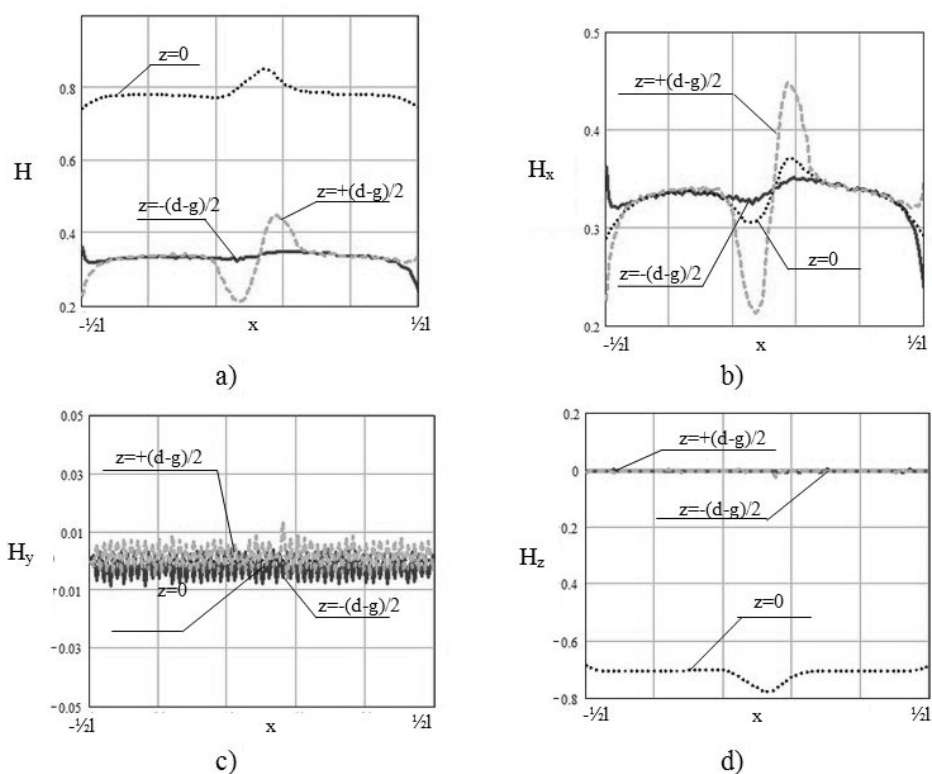 z=0
0.8
0.6
H
z=-(d-g)/2
z=+(d-g)/2
0.4
0.2
-½l
x
½l
a)
0.5
z=+(d-g)/2
0.4
Hx
0.3
z=0
z=-(d-g)/2
0.2
-½l
x
½l
b)
0.05
z=+(d-g)/2
0.03
0.01
Hy
0.01
z=0
z=-(d-g)/2
−0.03
−0.05
-½l
x
½l
c)
0.2
z=+(d-g)/2
0
z=-(d-g)/2
0.2
Hz
0.4
z=0
−0.6
−0.8
-½l
x
½l
d)